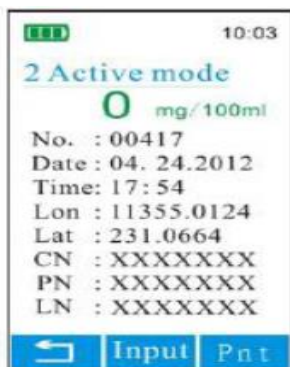 10:03
2 Active mode
0 mg/100ml
No. : 00417
Date : 04. 24.2012
Time: 17: 54
Lon : 11355.0124
Lat : 231.0664
CN : XXXXXXX
PN : XXXXXXX
LN : XXXXXXX
Input Pnt